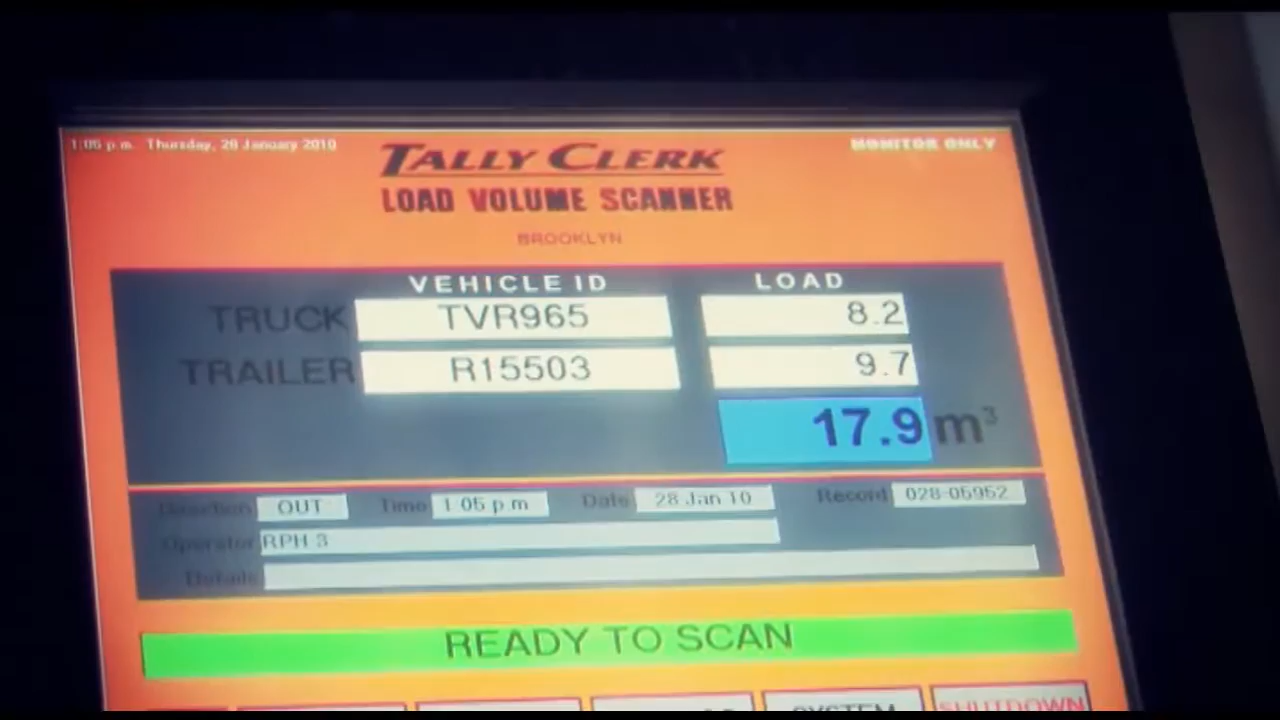 1:05 p.m. Thursday, 28 January 2010
MONITOR ONLY
TALLY CLERK
LOAD VOLUME SCANNER
BROOKLYN
VEHICLE ID LOAD
TRUCK TVR965 8.2
TRAILER R15503 9.7
17.9 m³
Direction OUT Time 1:05 p.m Date 28 Jan 10 Record 028-05952
Operator RPH 3
Details
READY TO SCAN
SYSTEM SHUTDOWN